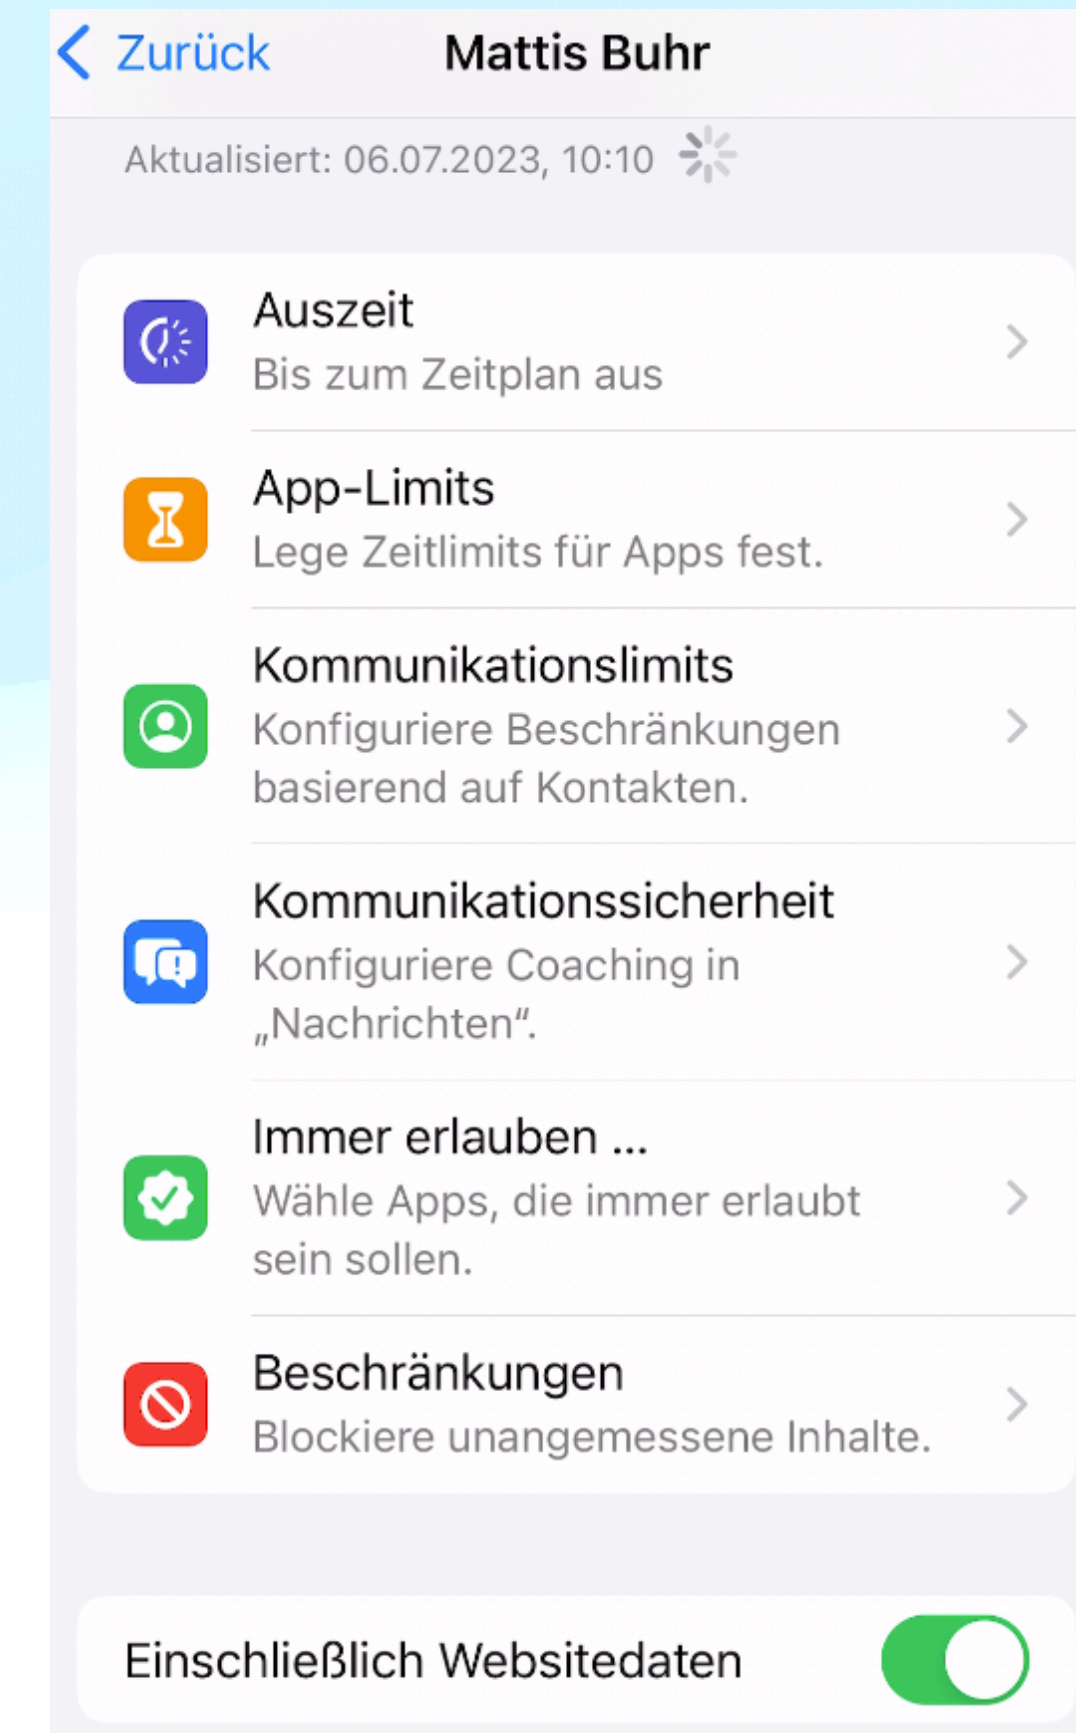 Zurück
Mattis Buhr
Aktualisiert: 06.07.2023, 10:10
Auszeit
Bis zum Zeitplan aus
App-Limits
Lege Zeitlimits für Apps fest.
Kommunikationslimits
Konfiguriere Beschränkungen
basierend auf Kontakten.
Kommunikationssicherheit
Konfiguriere Coaching in
„Nachrichten“.
Immer erlauben ...
Wähle Apps, die immer erlaubt
sein sollen.
Beschränkungen
Blockiere unangemessene Inhalte.
Einschließlich Websitedaten